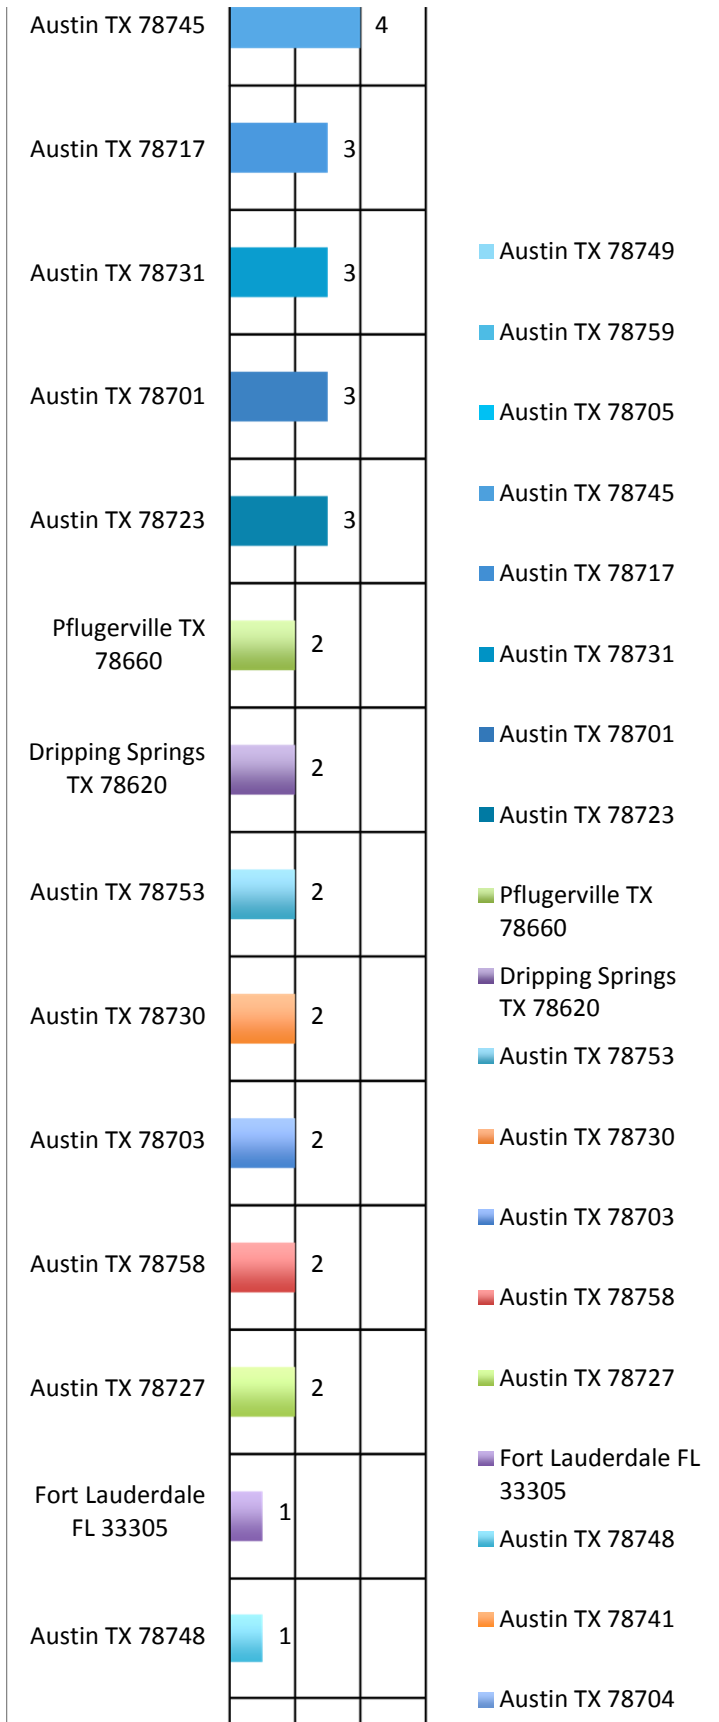 Austin TX 78745
4
Austin TX 78717
3
Austin TX 78731
3
Austin TX 78701
3
Austin TX 78723
3
Pflugerville TX
78660
2
Dripping Springs
TX 78620
2
Austin TX 78753
2
Austin TX 78730
2
Austin TX 78703
2
Austin TX 78758
2
Austin TX 78727
2
Fort Lauderdale
FL 33305
1
Austin TX 78748
1
Austin TX 78749
Austin TX 78759
Austin TX 78705
Austin TX 78745
Austin TX 78717
Austin TX 78731
Austin TX 78701
Austin TX 78723
Pflugerville TX
78660
Dripping Springs
TX 78620
Austin TX 78753
Austin TX 78730
Austin TX 78703
Austin TX 78758
Austin TX 78727
Fort Lauderdale FL
33305
Austin TX 78748
Austin TX 78741
Austin TX 78704